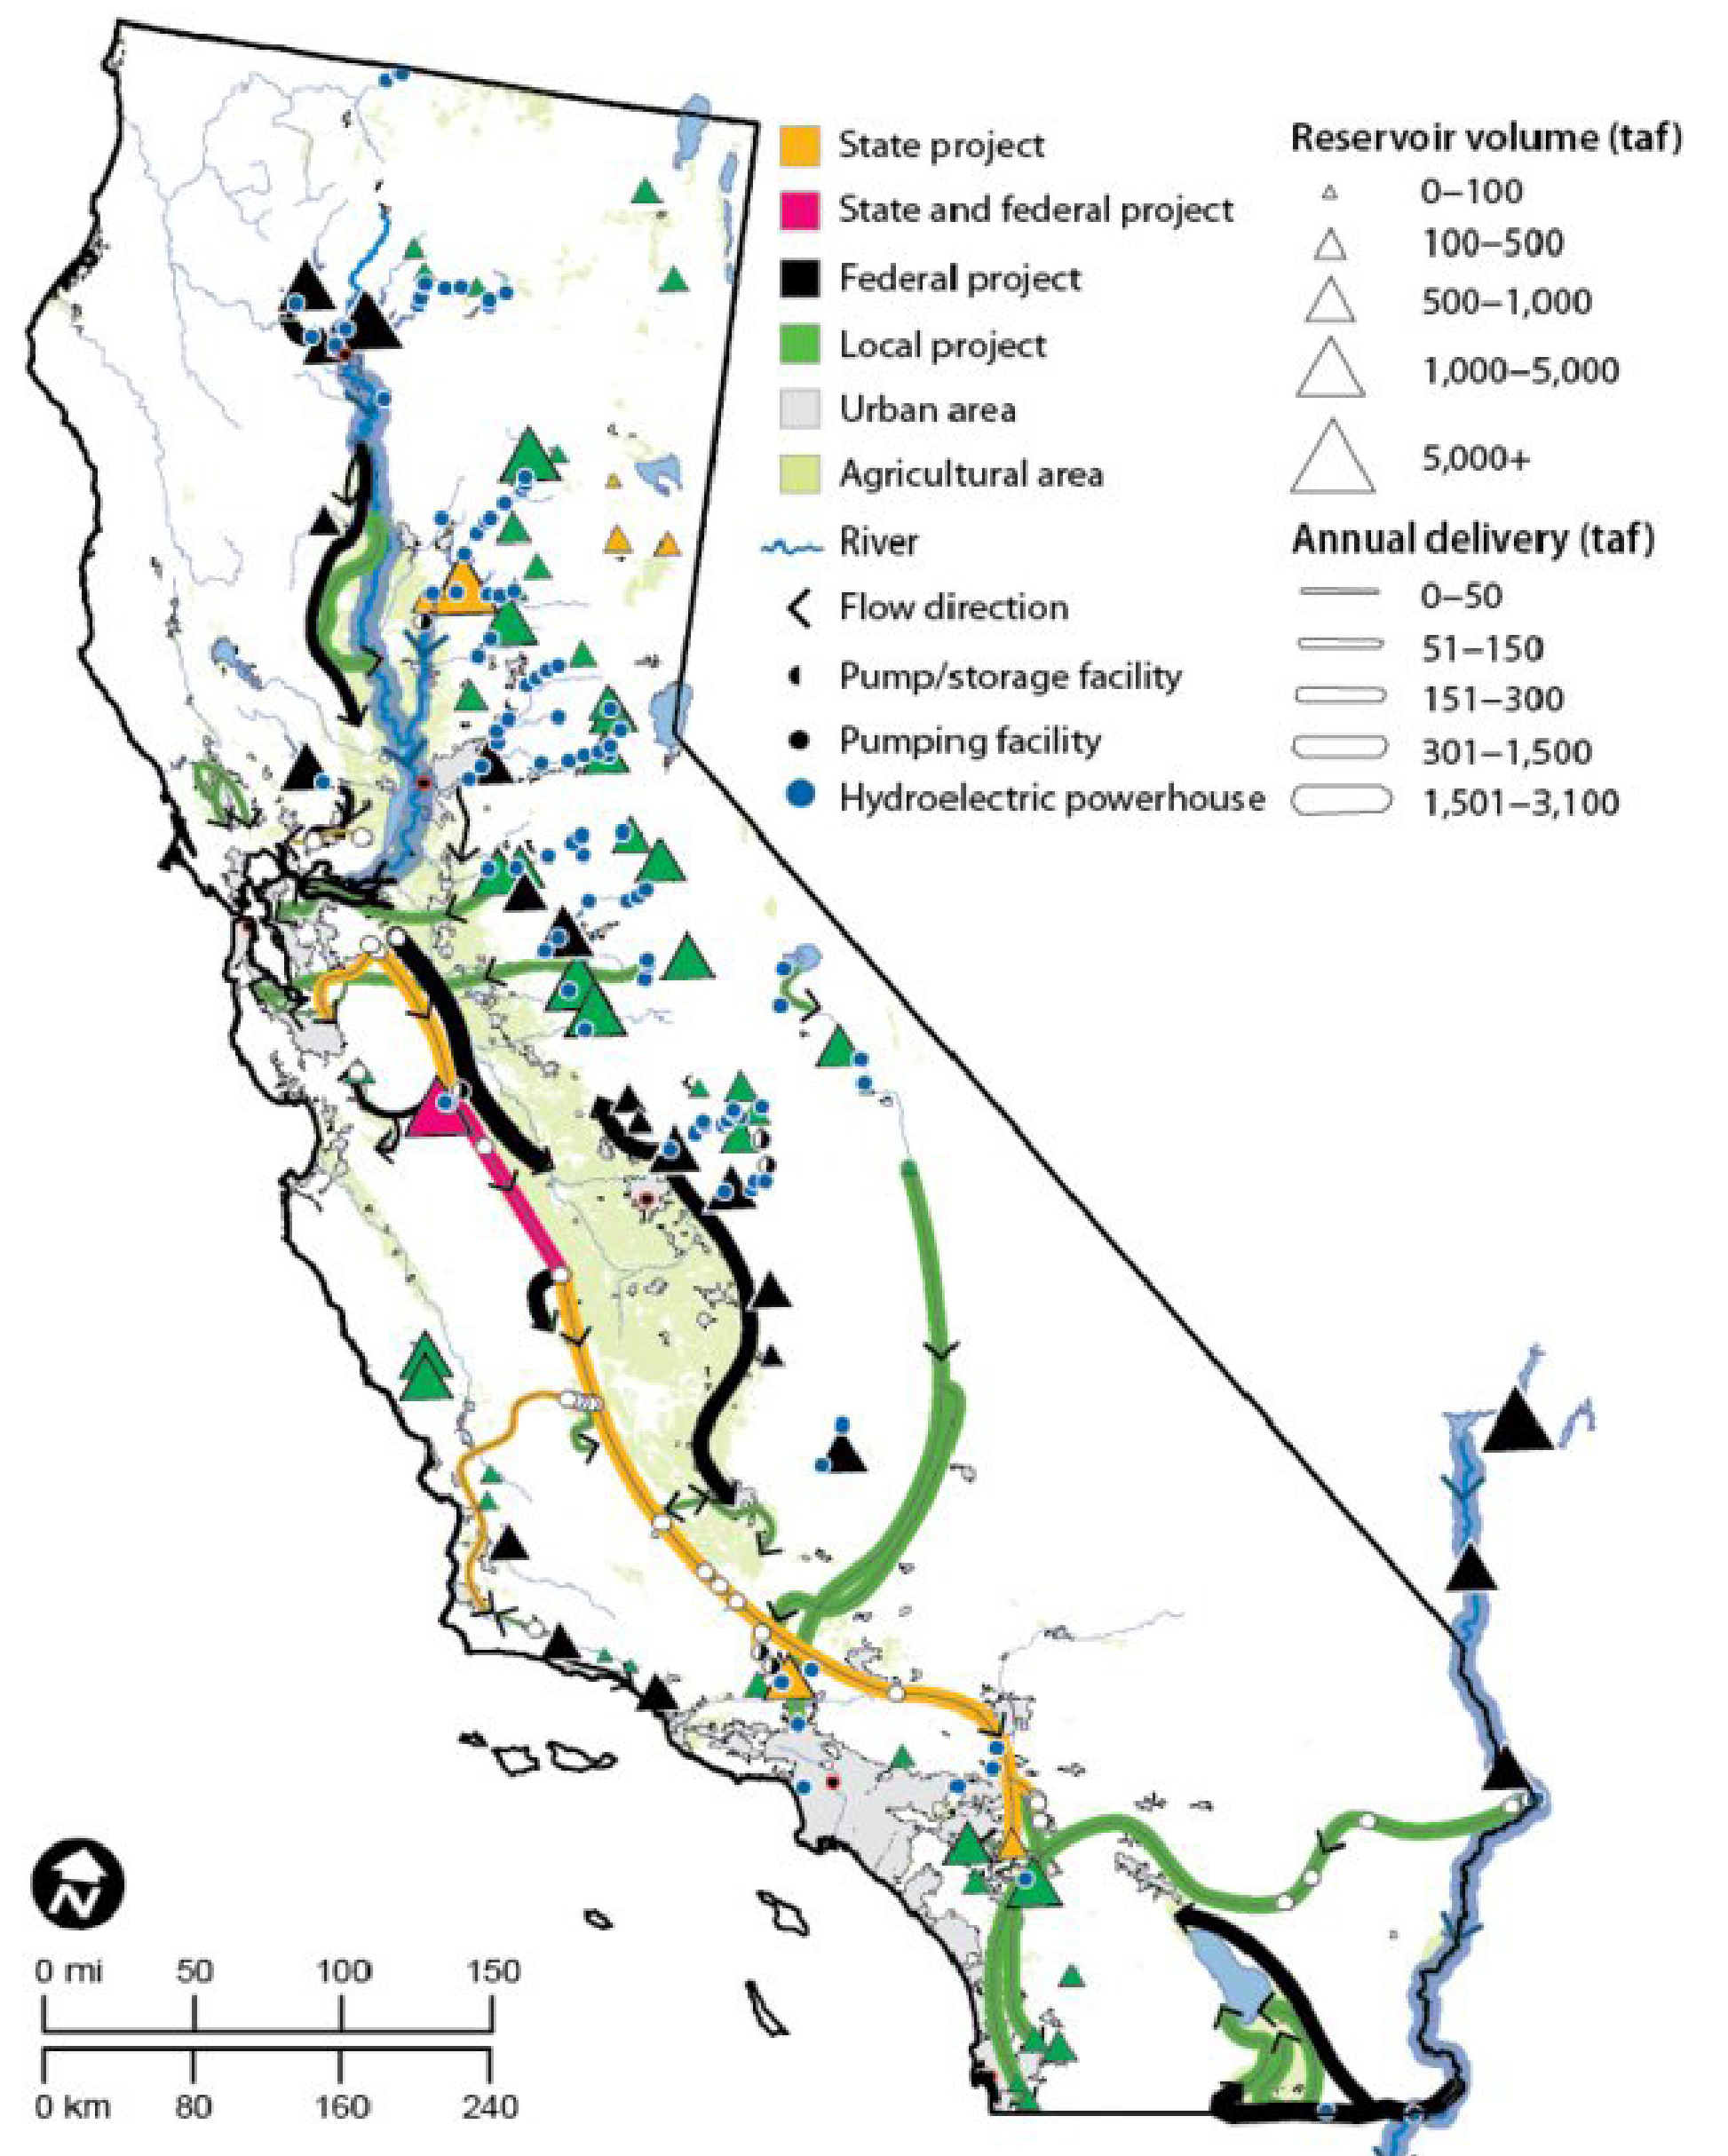 State project
State and federal project
Federal project
Local project
Urban area
Agricultural area
River
Flow direction
Pump/storage facility
Pumping facility
Hydroelectric powerhouse
Reservoir volume (taf)
0–100
100–500
500–1,000
1,000–5,000
5,000+
Annual delivery (taf)
0–50
51–150
151–300
301–1,500
1,501–3,100
N
0 mi 50 100 150
0 km 80 160 240